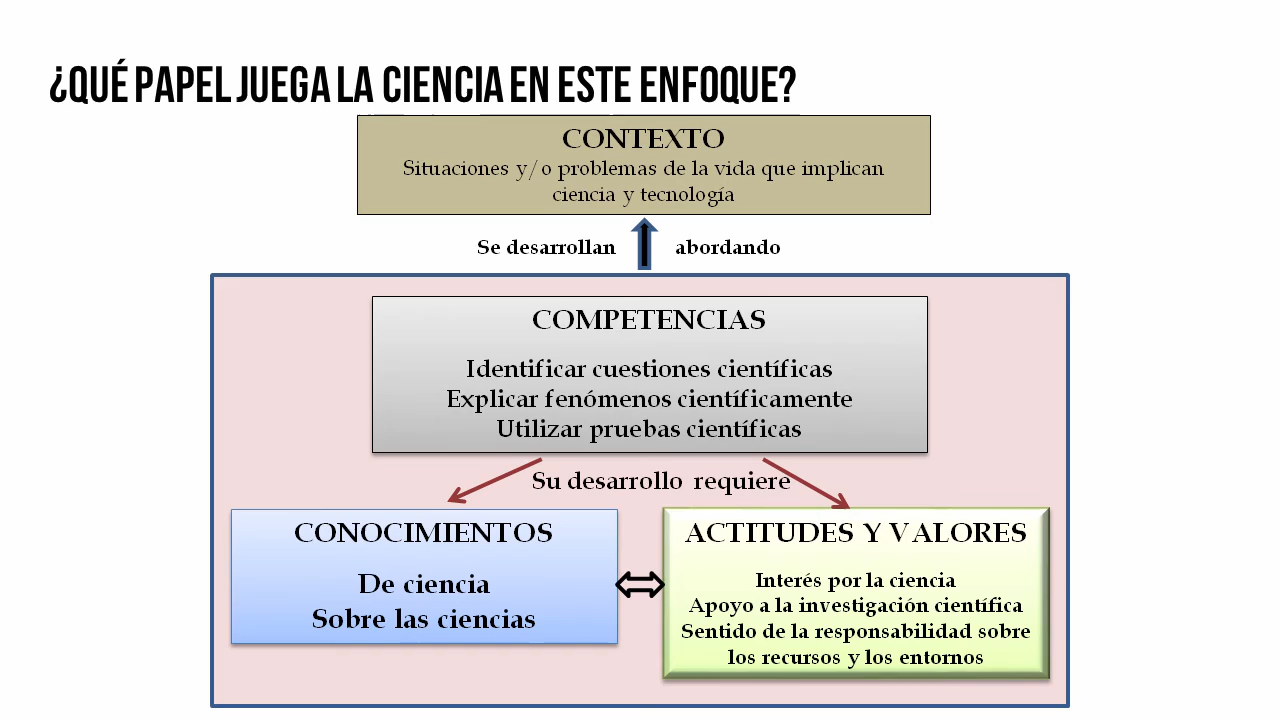 ¿QUÉ PAPEL JUEGA LA CIENCIA EN ESTE ENFOQUE?
CONTEXTO
Situaciones y/o problemas de la vida que implican
ciencia y tecnología
Se desarrollan abordando
COMPETENCIAS
Identificar cuestiones científicas
Explicar fenómenos científicamente
Utilizar pruebas científicas
Su desarrollo requiere
CONOCIMIENTOS
De ciencia
Sobre las ciencias
ACTITUDES Y VALORES
Interés por la ciencia
Apoyo a la investigación científica
Sentido de la responsabilidad sobre
los recursos y los entornos